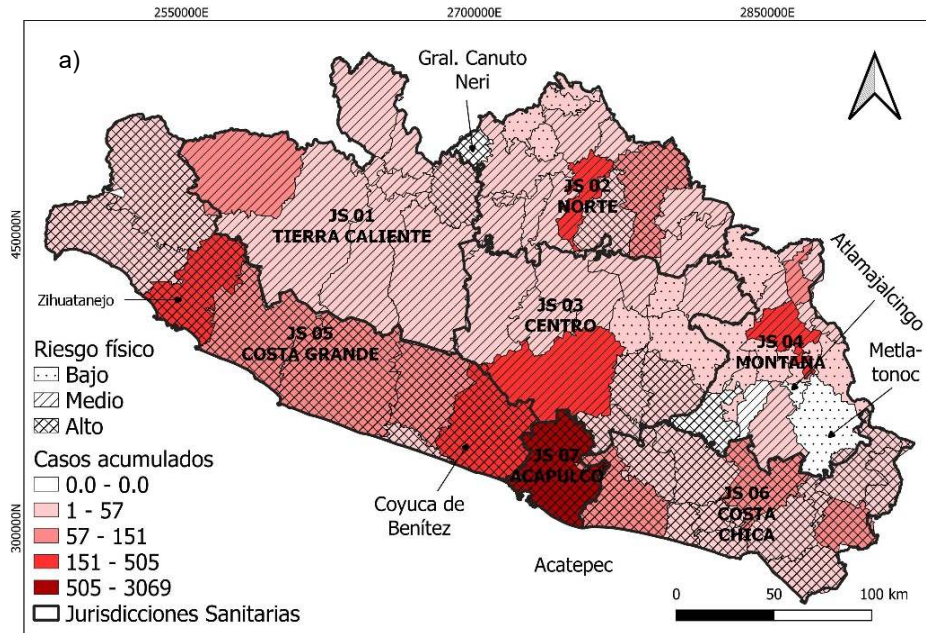 2550000E
2700000E
2850000E
a)
Gral. Canuto
Neri
JS 02
NORTE
JS 01
TIERRA CALIENTE
4500000N
Atlamajalcingo
Zihuatanejo
JS 03
CENTRO
JS 05
COSTA GRANDE
JS 04
MONTAÑA
Metla-
tonoc
Riesgo físico
Bajo
Medio
Alto
Casos acumulados
0.0 - 0.0
1 - 57
57 - 151
151 - 505
505 - 3069
Jurisdicciones Sanitarias
JS 07
ACAPULCO
JS 06
COSTA
CHICA
Coyuca de
Benítez
Acatepec
3000000N
0
50
100 km